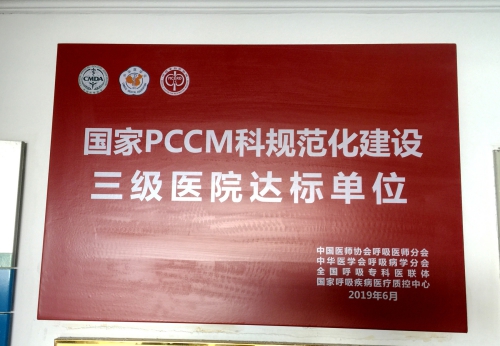 CMDA
国家PCCM科规范化建设
三级医院达标单位
中国医师协会呼吸医师分会
中华医学会呼吸病学分会
全国呼吸专科医联体
国家呼吸疾病医疗质控中心
2019年6月